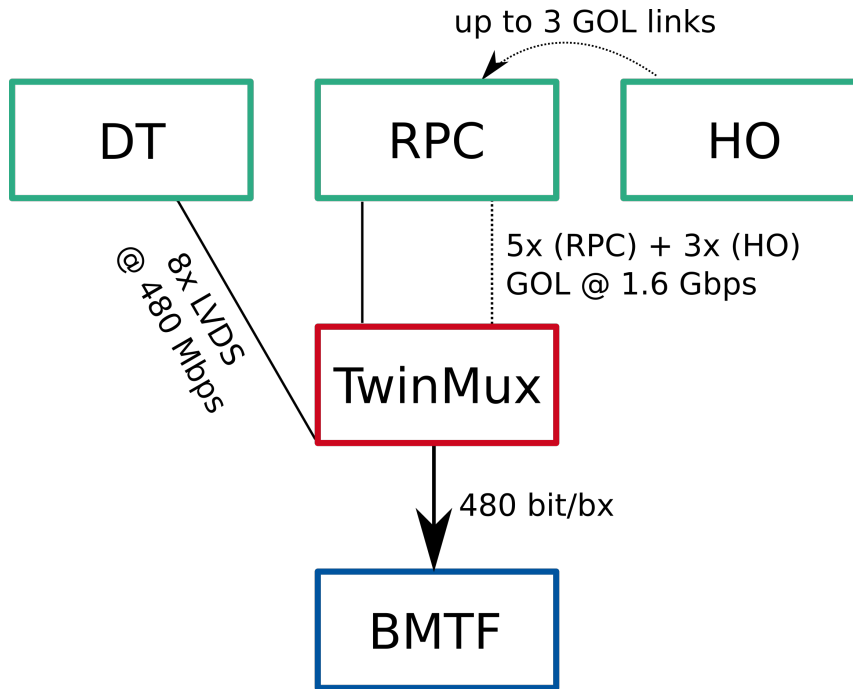 up to 3 GOL links
DT
RPC
HO
5x (RPC) + 3x (HO)
GOL @ 1.6 Gbps
8x LVDS
@ 480 Mbps
TwinMux
480 bit/bx
BMTF